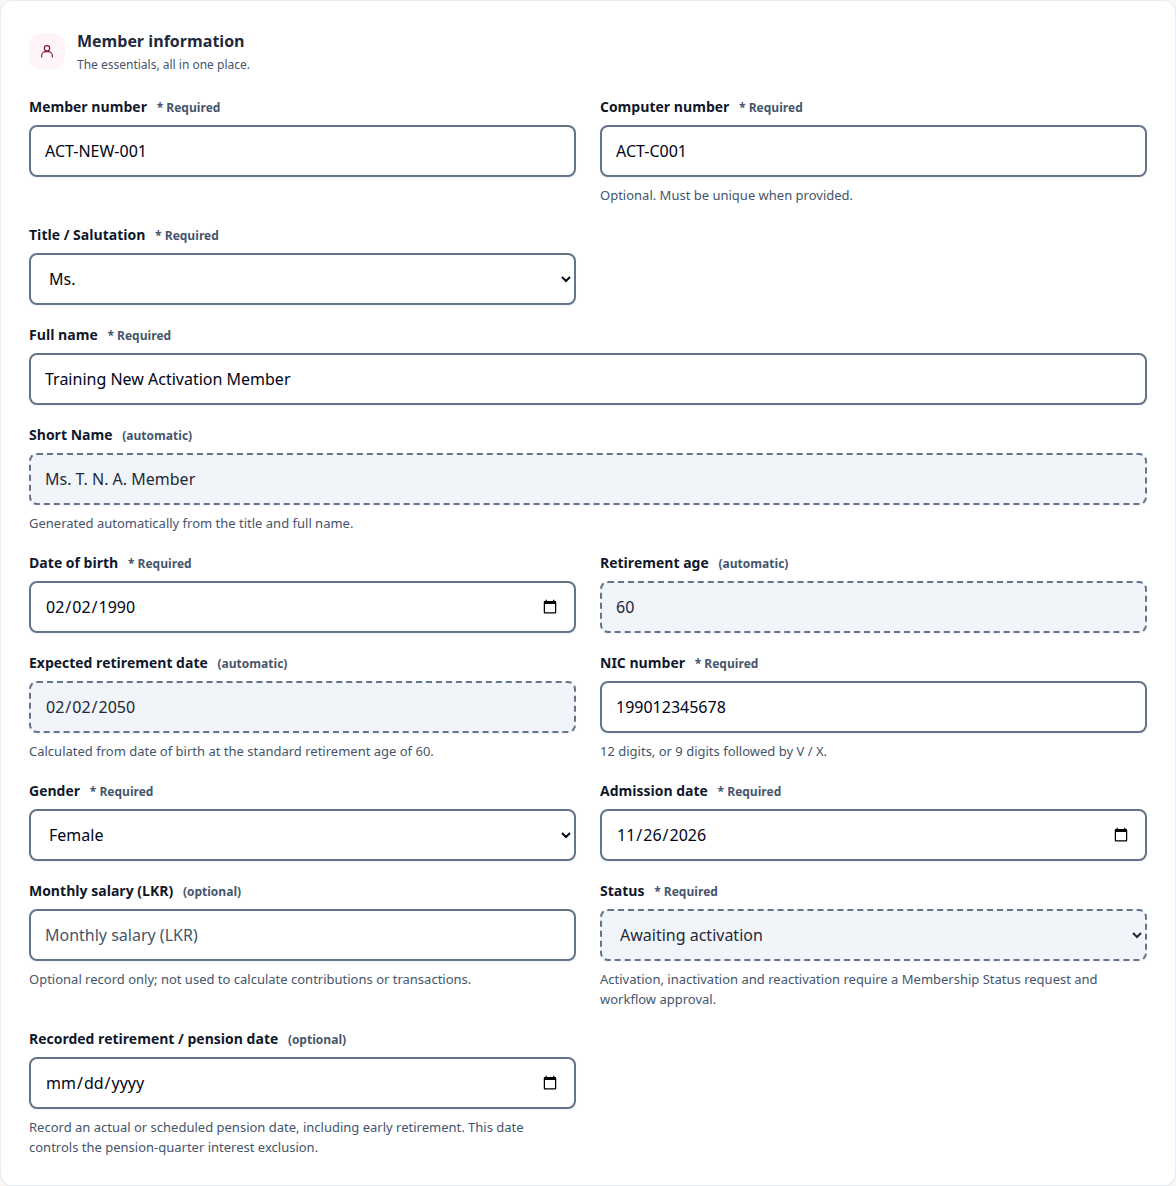 Member information
The essentials, all in one place.
Member number * Required
ACT-NEW-001
Computer number * Required
ACT-C001
Optional. Must be unique when provided.
Title / Salutation * Required
Ms.
Full name * Required
Training New Activation Member
Short Name (automatic)
Ms. T. N. A. Member
Generated automatically from the title and full name.
Date of birth * Required
02/02/1990
Retirement age (automatic)
60
Expected retirement date (automatic)
02/02/2050
Calculated from date of birth at the standard retirement age of 60.
NIC number * Required
199012345678
12 digits, or 9 digits followed by V / X.
Gender * Required
Female
Admission date * Required
11/26/2026
Monthly salary (LKR) (optional)
Monthly salary (LKR)
Optional record only; not used to calculate contributions or transactions.
Status * Required
Awaiting activation
Activation, inactivation and reactivation require a Membership Status request and
workflow approval.
Recorded retirement / pension date (optional)
mm/dd/yyyy
Record an actual or scheduled pension date, including early retirement. This date
controls the pension-quarter interest exclusion.